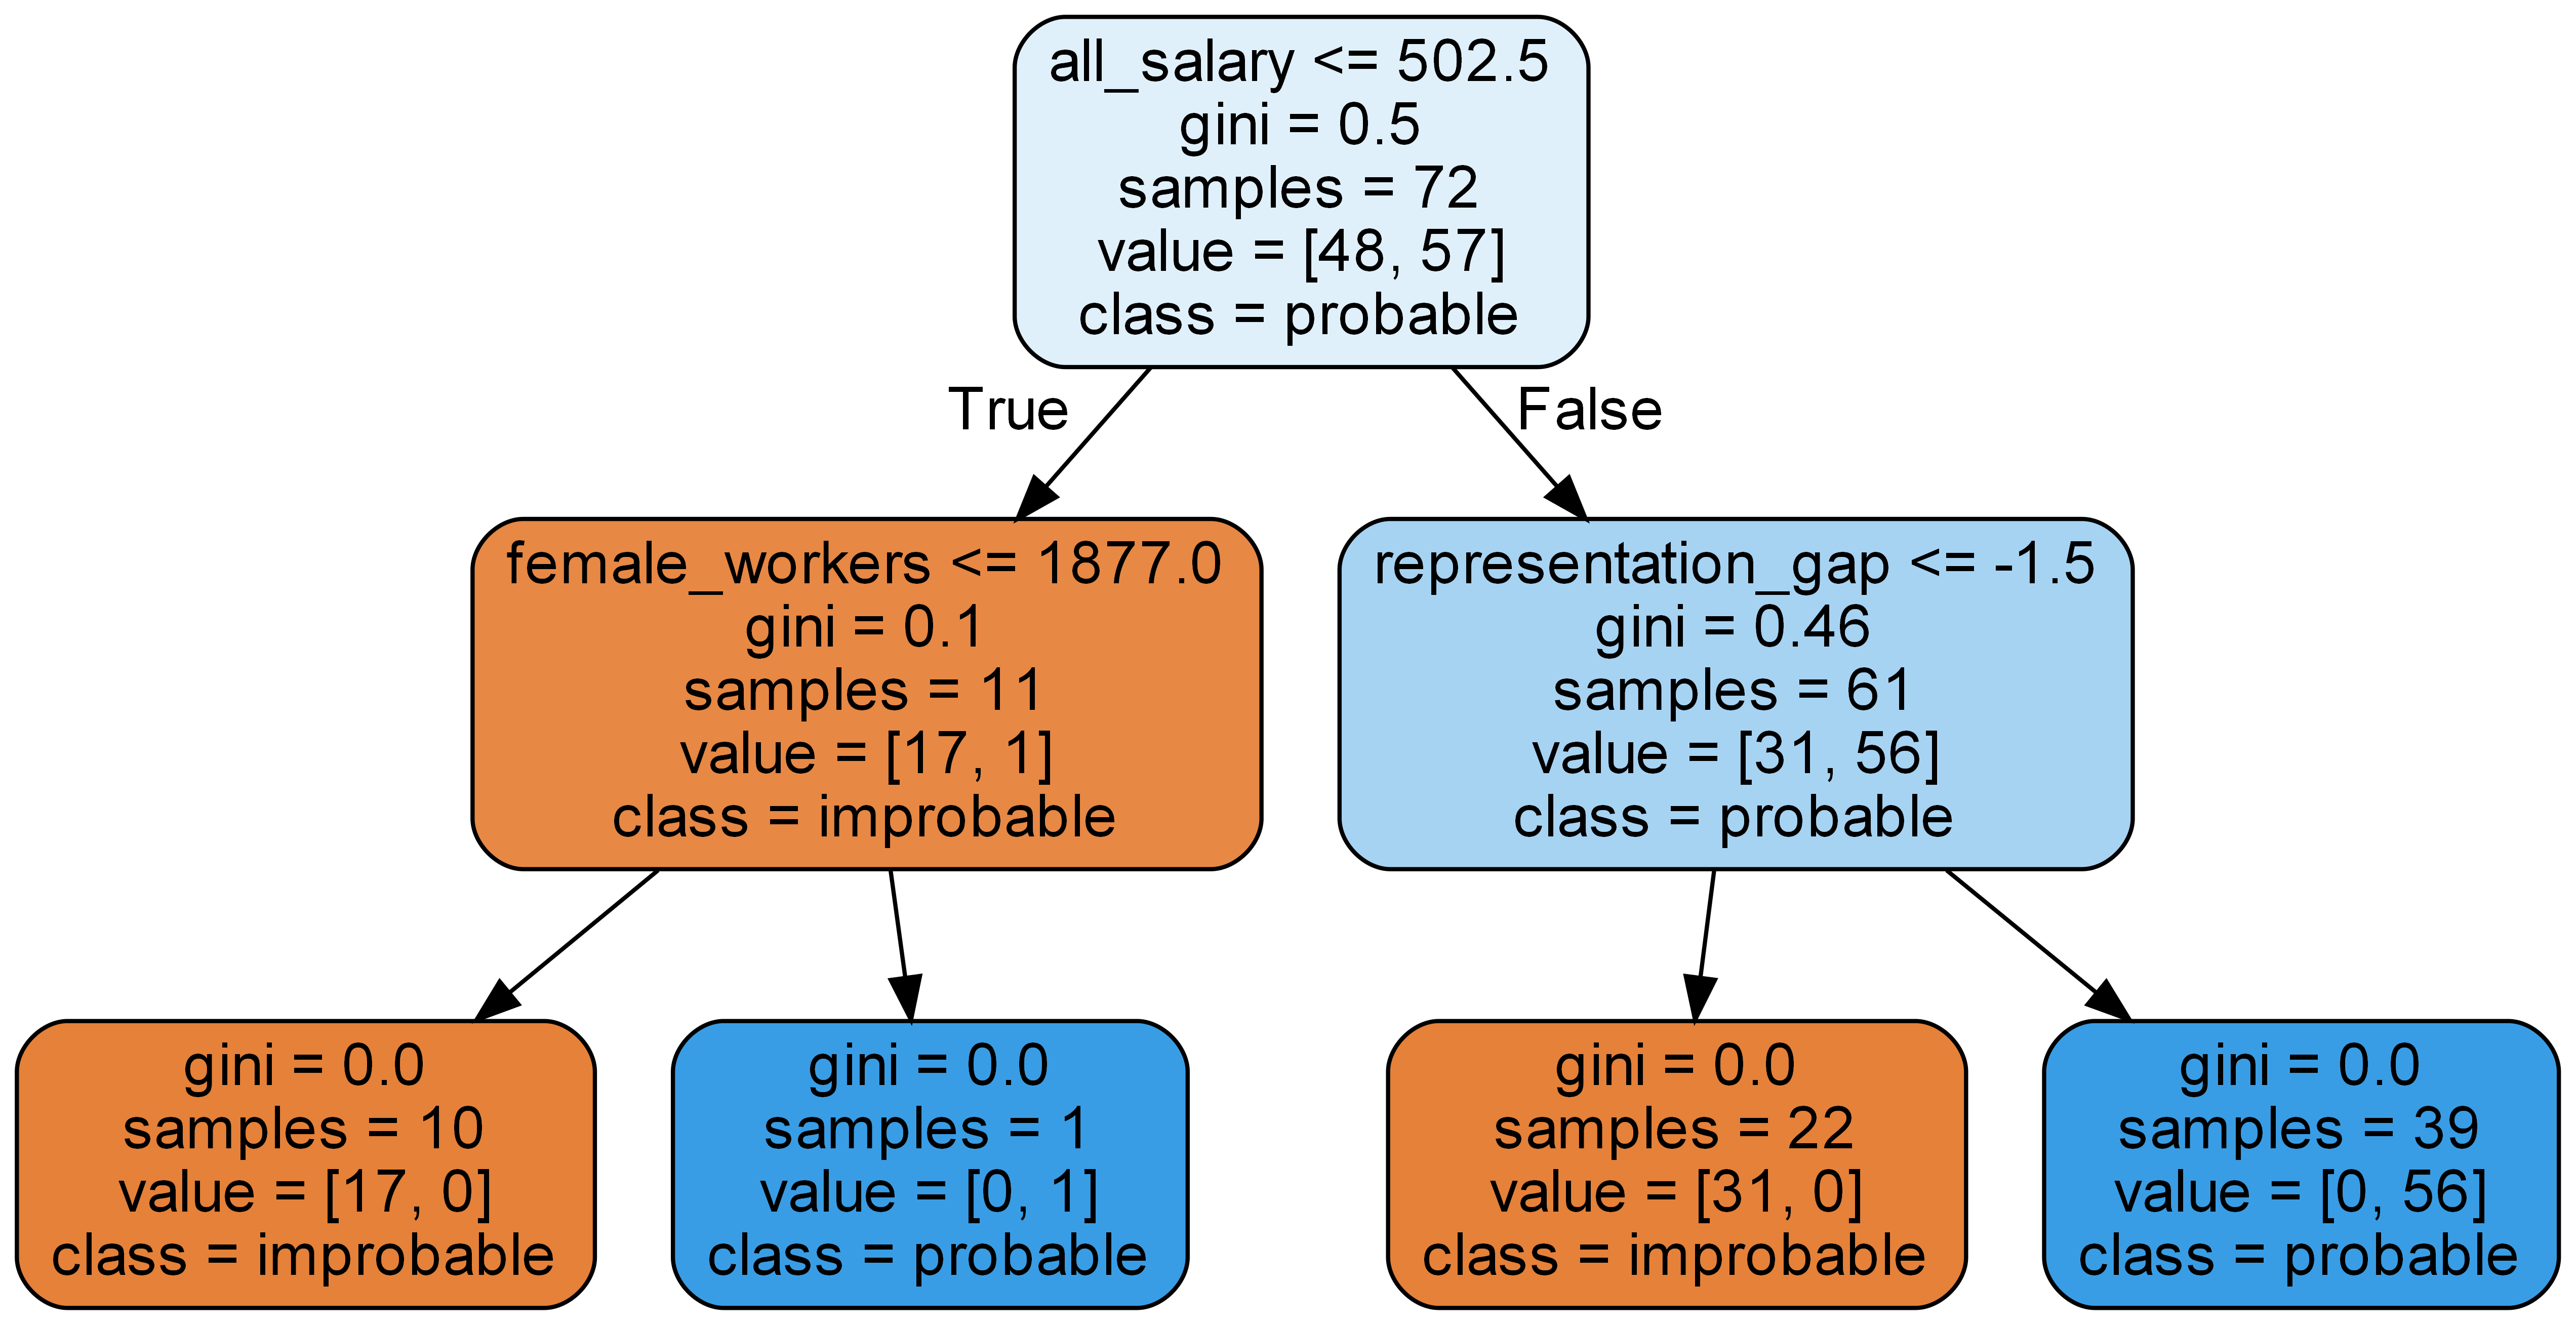 all_salary <= 502.5
gini = 0.5
samples = 72
value = [48, 57]
class = probable
True
False
female_workers <= 1877.0
gini = 0.1
samples = 11
value = [17, 1]
class = improbable
representation_gap <= -1.5
gini = 0.46
samples = 61
value = [31, 56]
class = probable
gini = 0.0
samples = 10
value = [17, 0]
class = improbable
gini = 0.0
samples = 1
value = [0, 1]
class = probable
gini = 0.0
samples = 22
value = [31, 0]
class = improbable
gini = 0.0
samples = 39
value = [0, 56]
class = probable